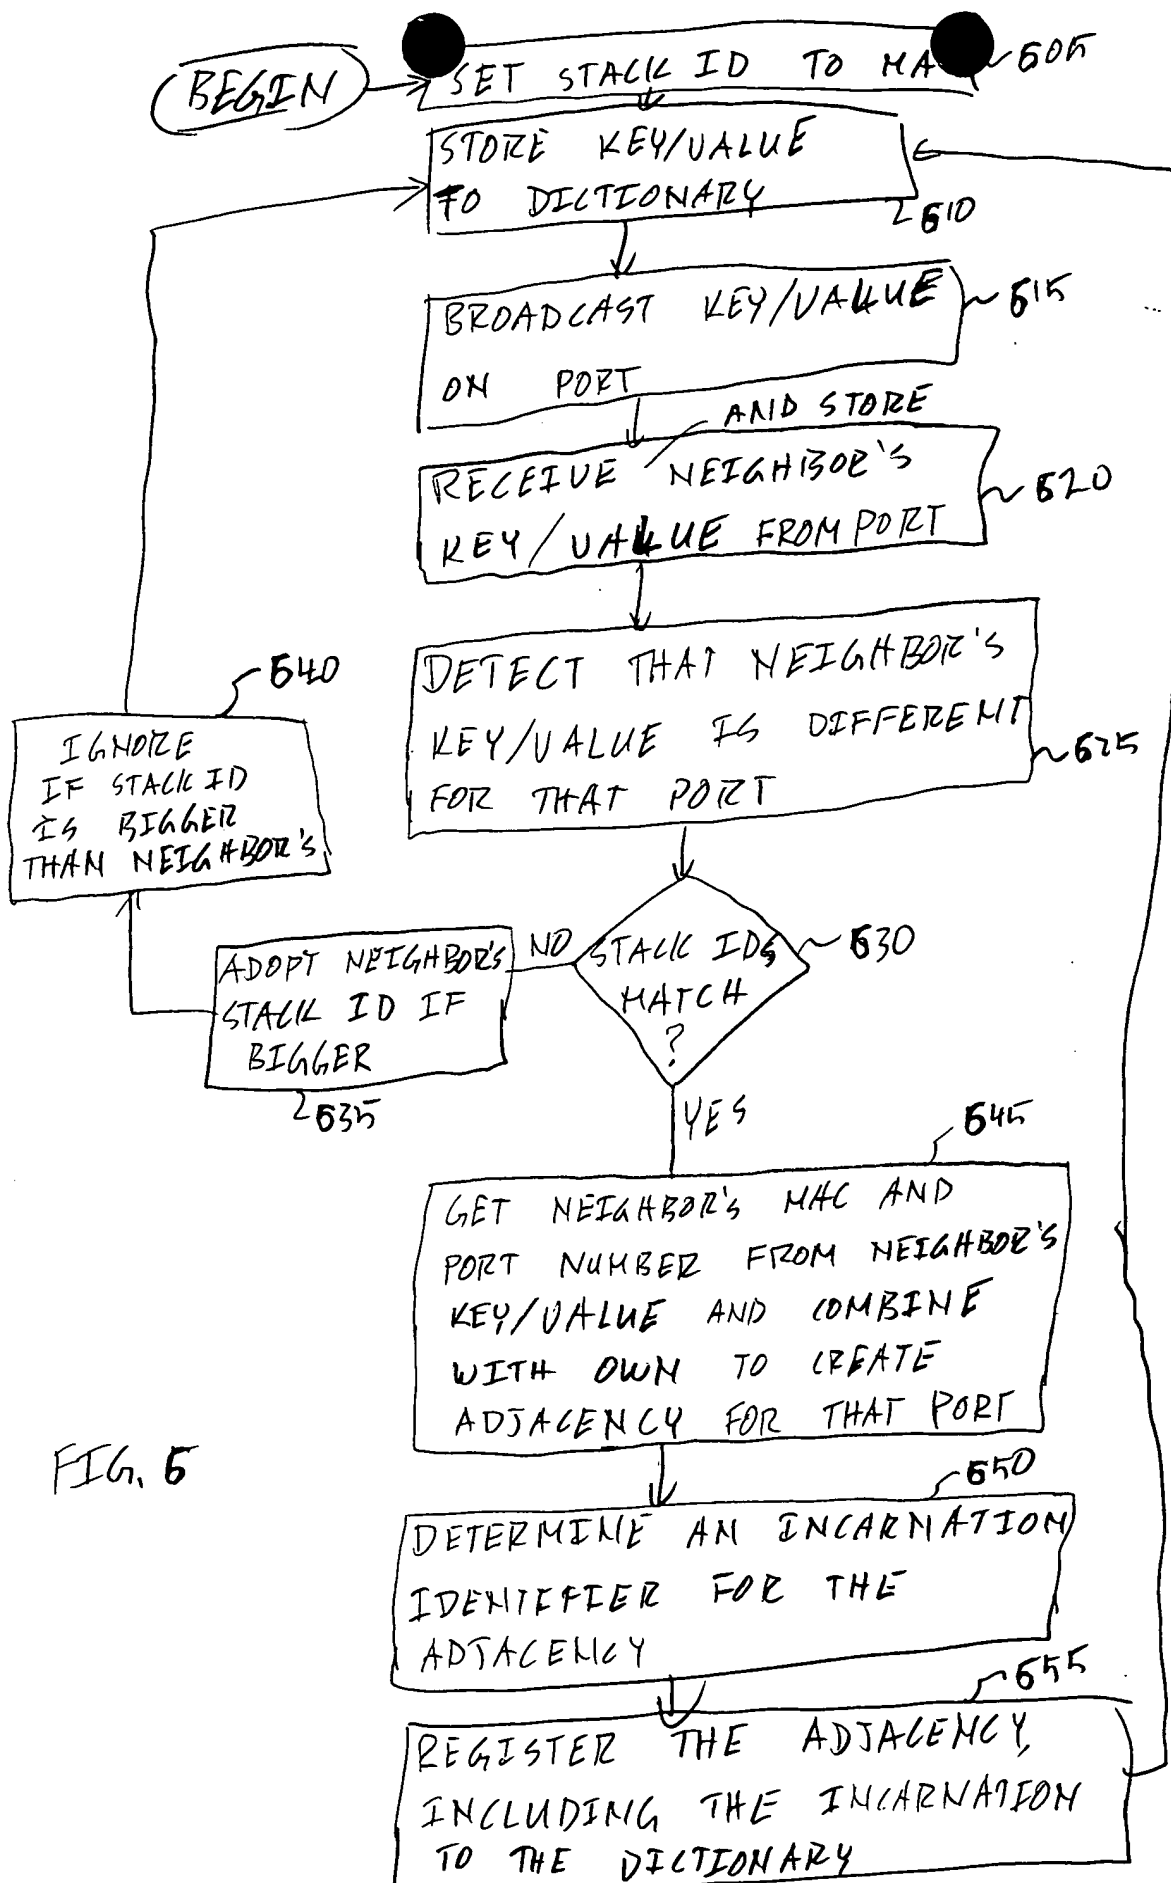 BEGIN
SET STACK ID TO MA
605
STORE KEY/VALUE
TO DICTIONARY
610
BROADCAST KEY/VALUE
ON PORT
615
AND STORE
RECEIVE NEIGHBOR'S
KEY/VALUE FROM PORT
620
DETECT THAT NEIGHBOR'S
KEY/VALUE IS DIFFERENT
FOR THAT PORT
625
STACK IDS
MATCH
?
630
NO
ADOPT NEIGHBOR'S
STACK ID IF
BIGGER
635
640
IGNORE
IF STACK ID
IS BIGGER
THAN NEIGHBOR'S
YES
645
GET NEIGHBOR'S MAC AND
PORT NUMBER FROM NEIGHBOR'S
KEY/VALUE AND COMBINE
WITH OWN TO CREATE
ADJACENCY FOR THAT PORT
650
DETERMINE AN INCARNATION
IDENTIFIER FOR THE
ADJACENCY
655
REGISTER THE ADJACENCY,
INCLUDING THE INCARNATION
TO THE DICTIONARY
FIG. 6